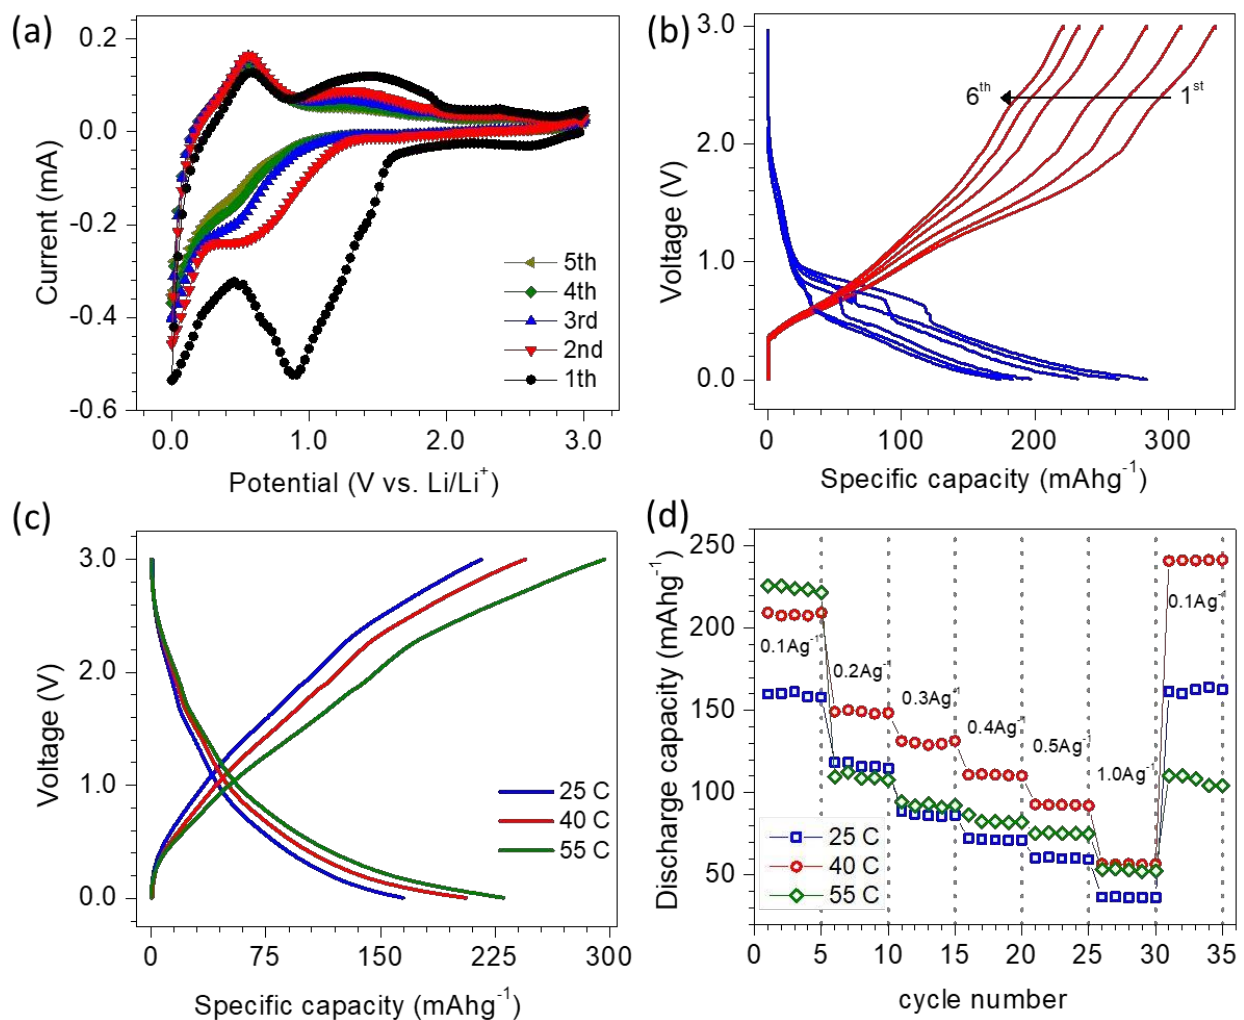 (a)
0.2
0.0
-0.2
-0.4
-0.6
Current (mA)
5th
4th
3rd
2nd
1th
0.0 1.0 2.0 3.0
Potential (V vs. Li/Li⁺)
(b)
3.0
2.0
1.0
0.0
Voltage (V)
6th 1st
0 100 200 300
Specific capacity (mAhg⁻¹)
(c)
3.0
2.0
1.0
0.0
Voltage (V)
25 C
40 C
55 C
0 75 150 225 300
Specific capacity (mAhg⁻¹)
(d)
250
200
150
100
50
Discharge capacity (mAhg⁻¹)
0.1Ag⁻¹
0.2Ag⁻¹
0.3Ag⁻¹
0.4Ag⁻¹
0.5Ag⁻¹
1.0Ag⁻¹
0.1Ag⁻¹
25 C
40 C
55 C
0 5 10 15 20 25 30 35
cycle number